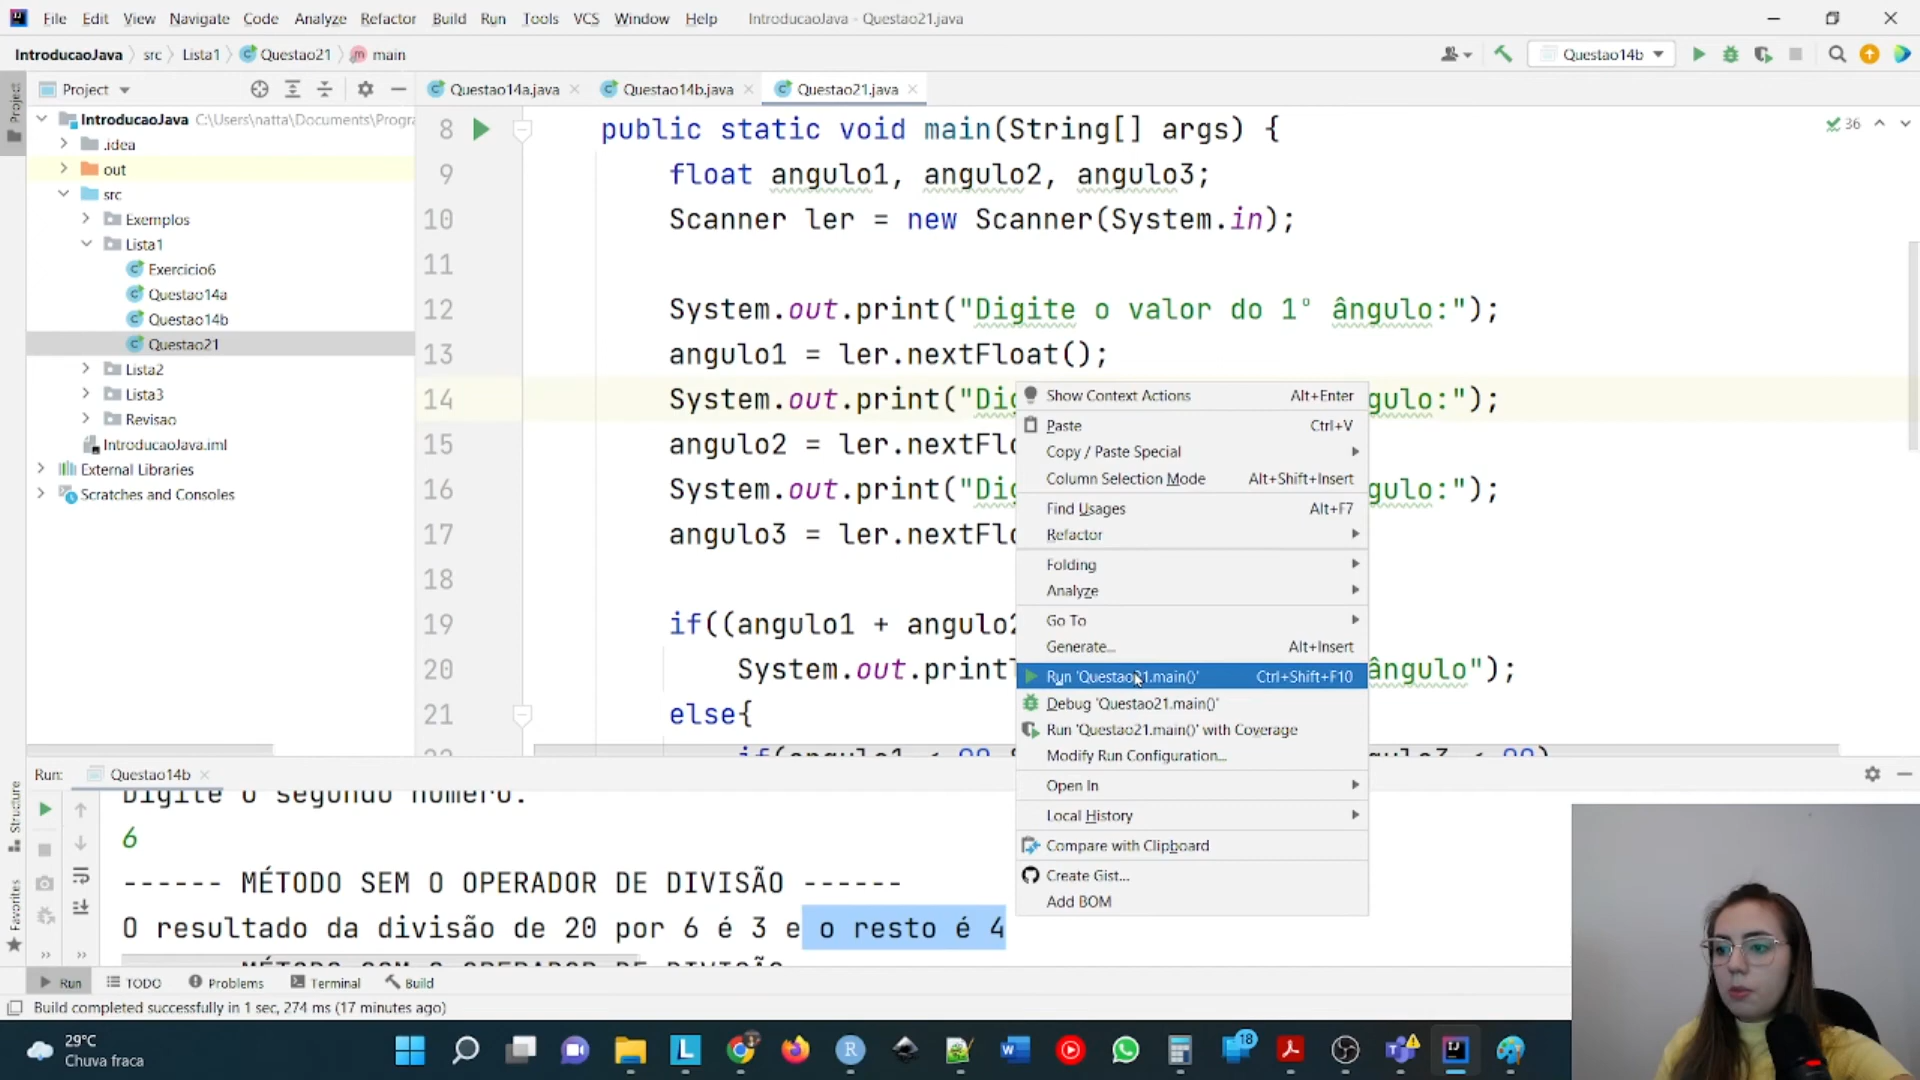 File Edit View Navigate Code Analyze Refactor Build Run Tools VCS Window Help IntroducaoJava - Questao21.java
IntroducaoJava src Lista1 Questao21 main Questao14b
Project Questao14a.java Questao14b.java Questao21.java
IntroducaoJava C:\Users\natta\Documents\Progra
.idea
out
src
Exemplos
Lista1
Exercicio6
Questao14a
Questao14b
Questao21
Lista2
Lista3
Revisao
IntroducaoJava.iml
External Libraries
Scratches and Consoles
Project
Structure
Favorites
36
8 public static void main(String[] args) {
9 float angulo1, angulo2, angulo3;
10 Scanner ler = new Scanner(System.in);
11
12 System.out.print("Digite o valor do 1º ângulo:");
13 angulo1 = ler.nextFloat();
14 System.out.print("Dig gulo:");
15 angulo2 = ler.nextFlo
16 System.out.print("Dig gulo:");
17 angulo3 = ler.nextFlo
18
19 if((angulo1 + angulo2
20 System.out.printl ângulo");
21 else{
Show Context Actions Alt+Enter
Paste Ctrl+V
Copy / Paste Special
Column Selection Mode Alt+Shift+Insert
Find Usages Alt+F7
Refactor
Folding
Analyze
Go To
Generate... Alt+Insert
Run 'Questao21.main()' Ctrl+Shift+F10
Debug 'Questao21.main()'
Run 'Questao21.main()' with Coverage
Modify Run Configuration...
Open In
Local History
Compare with Clipboard
Create Gist...
Add BOM
Run: Questao14b
Digite o segundo número:
6
------ MÉTODO SEM O OPERADOR DE DIVISÃO ------
O resultado da divisão de 20 por 6 é 3 e o resto é 4
MÉTODO COM O OPERADOR DE DIVISÃO
Run TODO Problems Terminal Build
Build completed successfully in 1 sec, 274 ms (17 minutes ago)
29°C
Chuva fraca
18